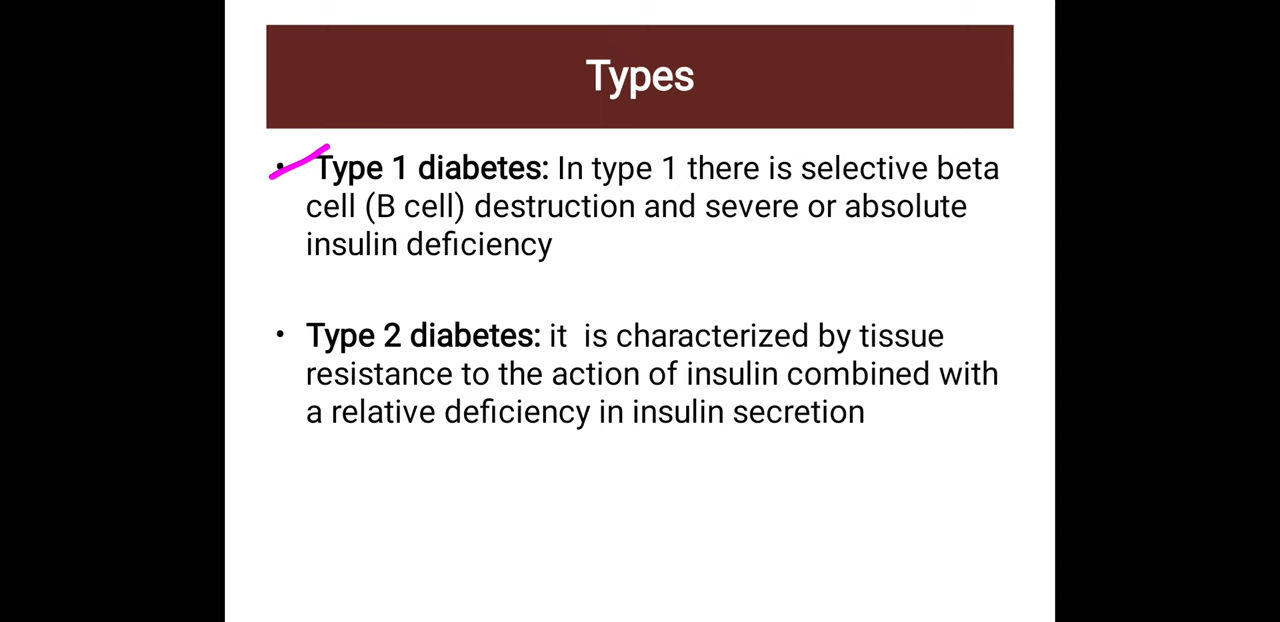 Types
• Type 1 diabetes: In type 1 there is selective beta
cell (B cell) destruction and severe or absolute
insulin deficiency
• Type 2 diabetes: it  is characterized by tissue
resistance to the action of insulin combined with
a relative deficiency in insulin secretion